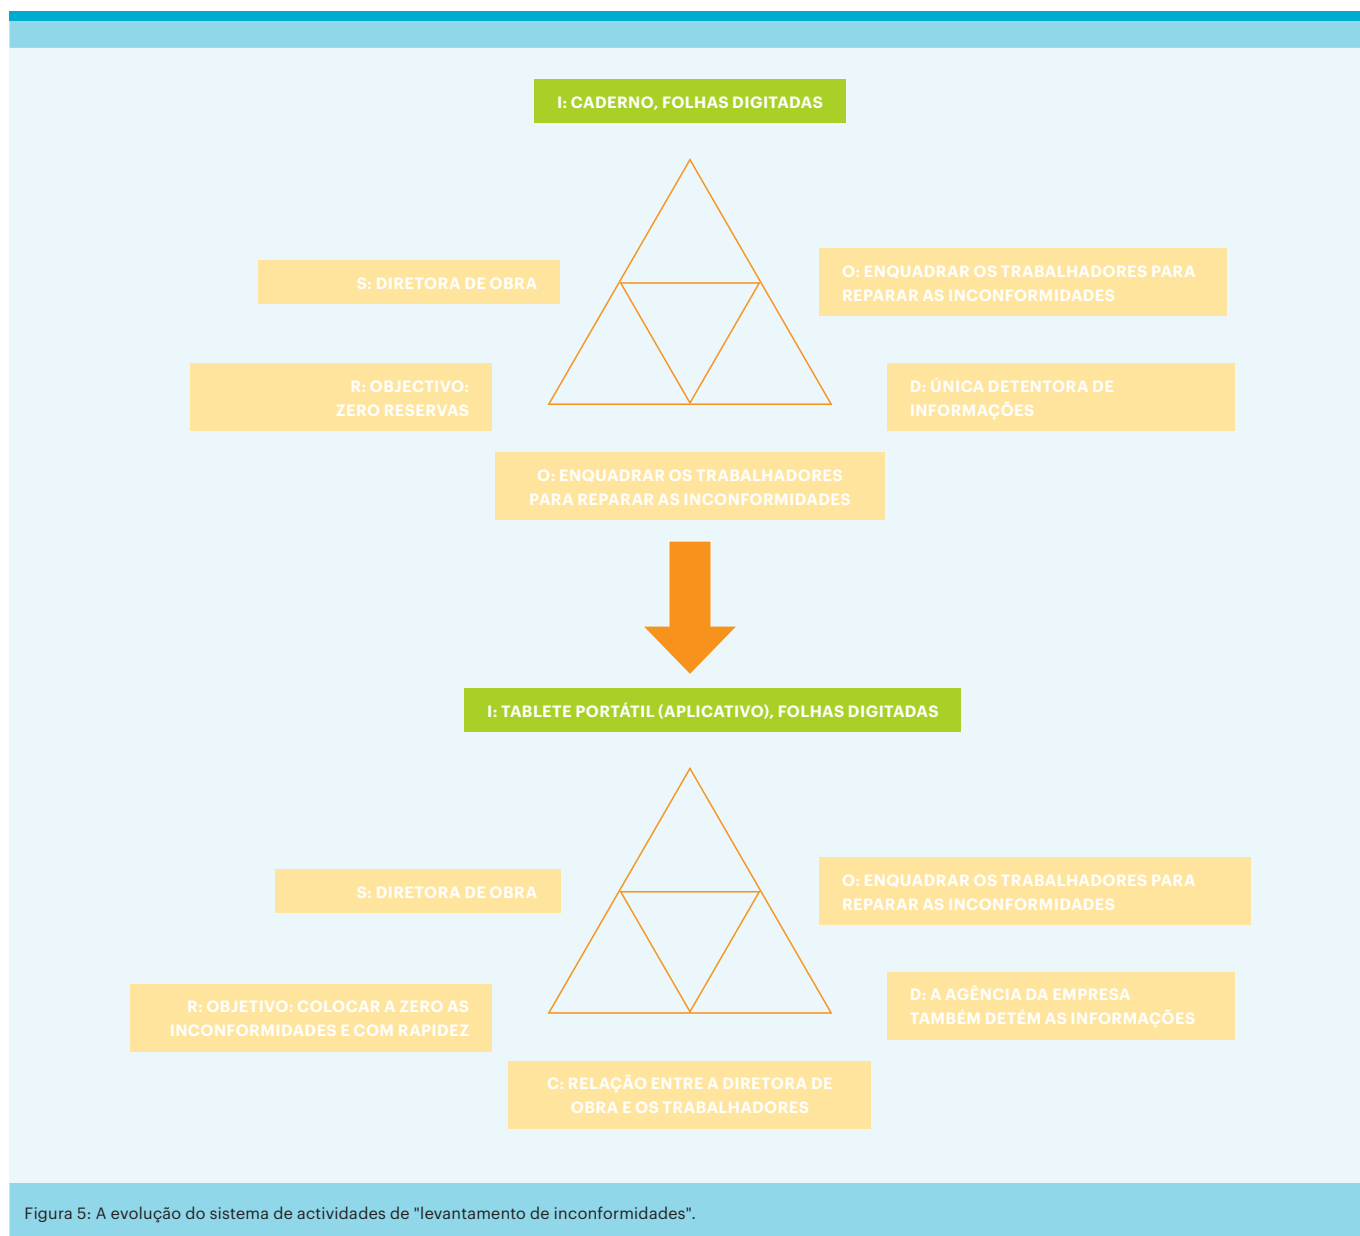 I: CADERNO, FOLHAS DIGITADAS
S: DIRETORA DE OBRA
O: ENQUADRAR OS TRABALHADORES PARA
REPARAR AS INCONFORMIDADES
R: OBJECTIVO:
ZERO RESERVAS
D: ÚNICA DETENTORA DE
INFORMAÇÕES
O: ENQUADRAR OS TRABALHADORES
PARA REPARAR AS INCONFORMIDADES
I: TABLETE PORTÁTIL (APLICATIVO), FOLHAS DIGITADAS
S: DIRETORA DE OBRA
O: ENQUADRAR OS TRABALHADORES PARA
REPARAR AS INCONFORMIDADES
R: OBJETIVO: COLOCAR A ZERO AS
INCONFORMIDADES E COM RAPIDEZ
D: A AGÊNCIA DA EMPRESA
TAMBÉM DETÉM AS INFORMAÇÕES
C: RELAÇÃO ENTRE A DIRETORA DE
OBRA E OS TRABALHADORES
Figura 5: A evolução do sistema de actividades de "levantamento de inconformidades".